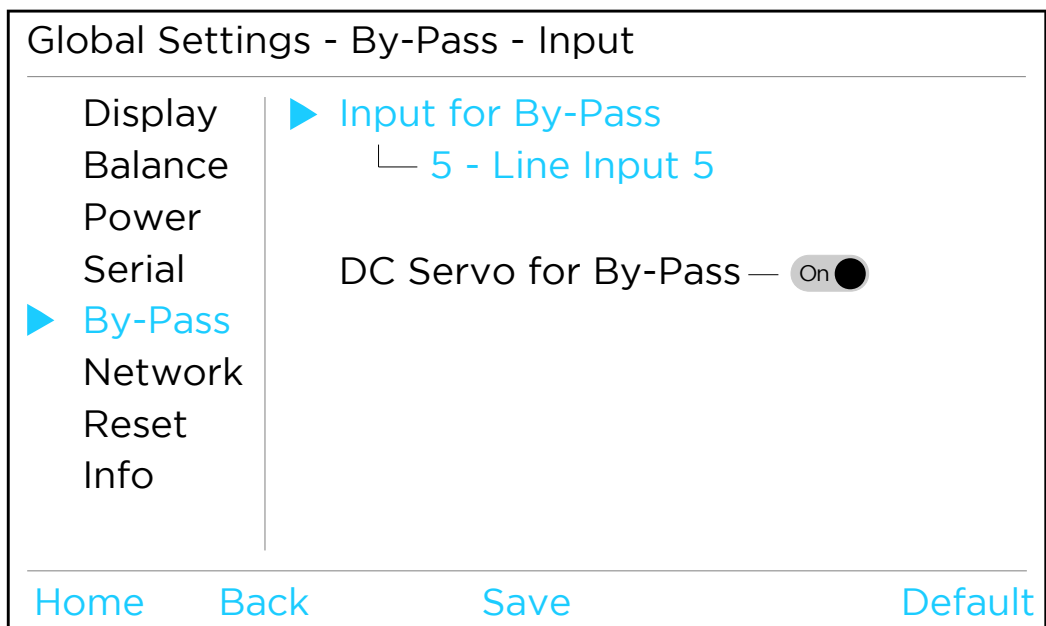 Global Settings - By-Pass - Input
Display
Balance
Power
Serial
By-Pass
Network
Reset
Info
Input for By-Pass
5 - Line Input 5
DC Servo for By-Pass
On
Home
Back
Save
Default